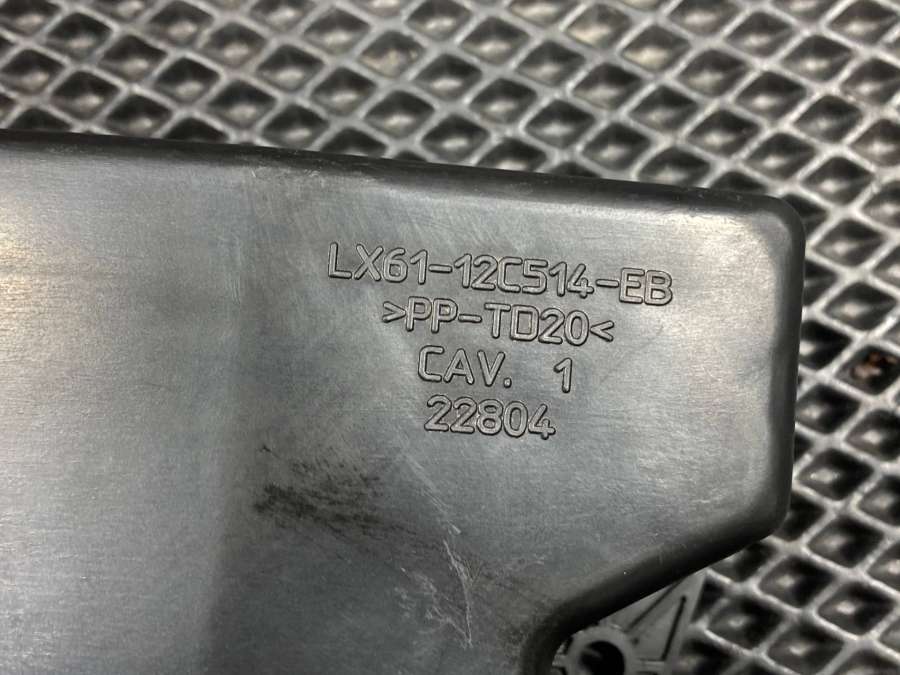 LX61-12C514-EB
>PP-TD20<
CAV. 1
22804